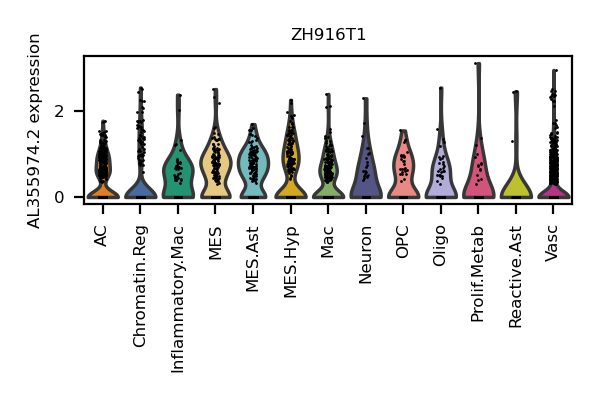 ZH916T1
AL355974.2 expression
2
0
AC
Chromatin.Reg
Inflammatory.Mac
MES
MES.Ast
MES.Hyp
Mac
Neuron
OPC
Oligo
Prolif.Metab
Reactive.Ast
Vasc